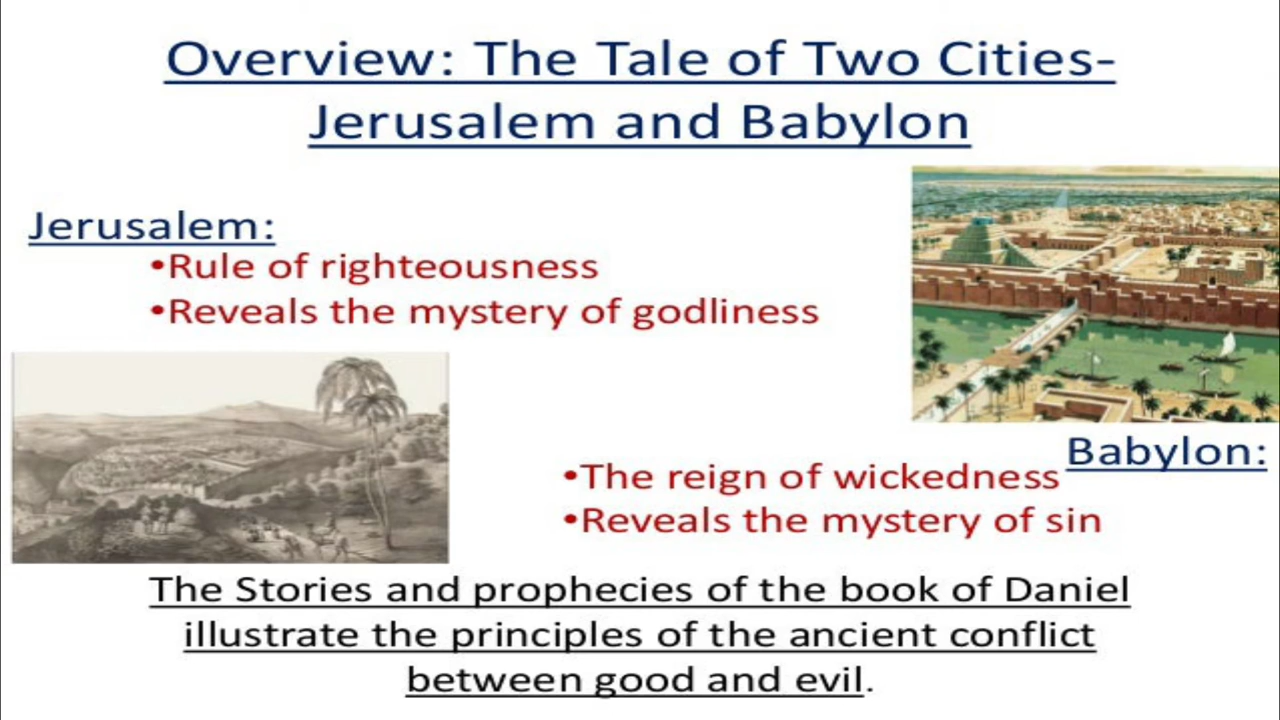 Overview: The Tale of Two Cities-
Jerusalem and Babylon
Jerusalem:
•Rule of righteousness
•Reveals the mystery of godliness
Babylon:
•The reign of wickedness
•Reveals the mystery of sin
The Stories and prophecies of the book of Daniel
illustrate the principles of the ancient conflict
between good and evil.